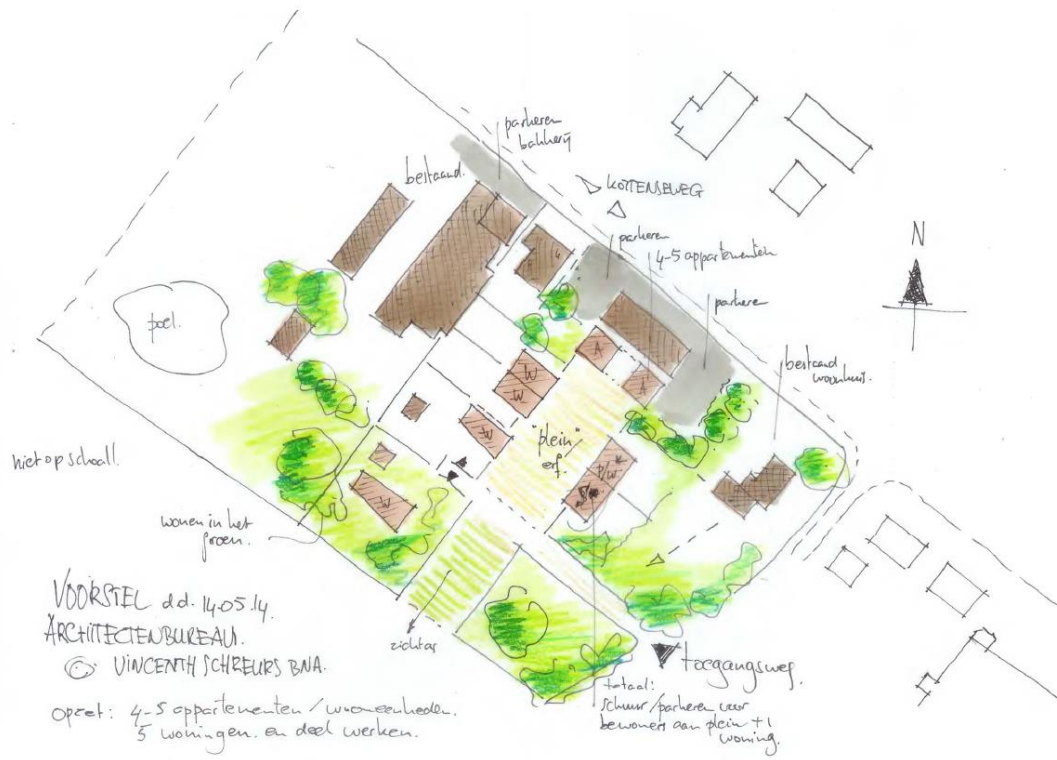 parkeren
bakkerij
bestaand.
KOTTENSEWEG
parkeren
4-5 appartementen
parkeren
N
bestaand
woonhuis.
poel.
A
A
W
W
W
"plein"
erf.
P/W *
W
niet op schaal.
wonen in het
groen.
VOORSTEL d.d. 14.05.14.
ARCHITECTENBUREAU.
© VINCENTH SCHREURS BNA.
zichtas
toegangsweg.
totaal:
schuur/parkeren voor
bewoners aan plein + 1
woning.
opzet: 4-5 appartementen/wooneenheden.
5 woningen. en deel werken.